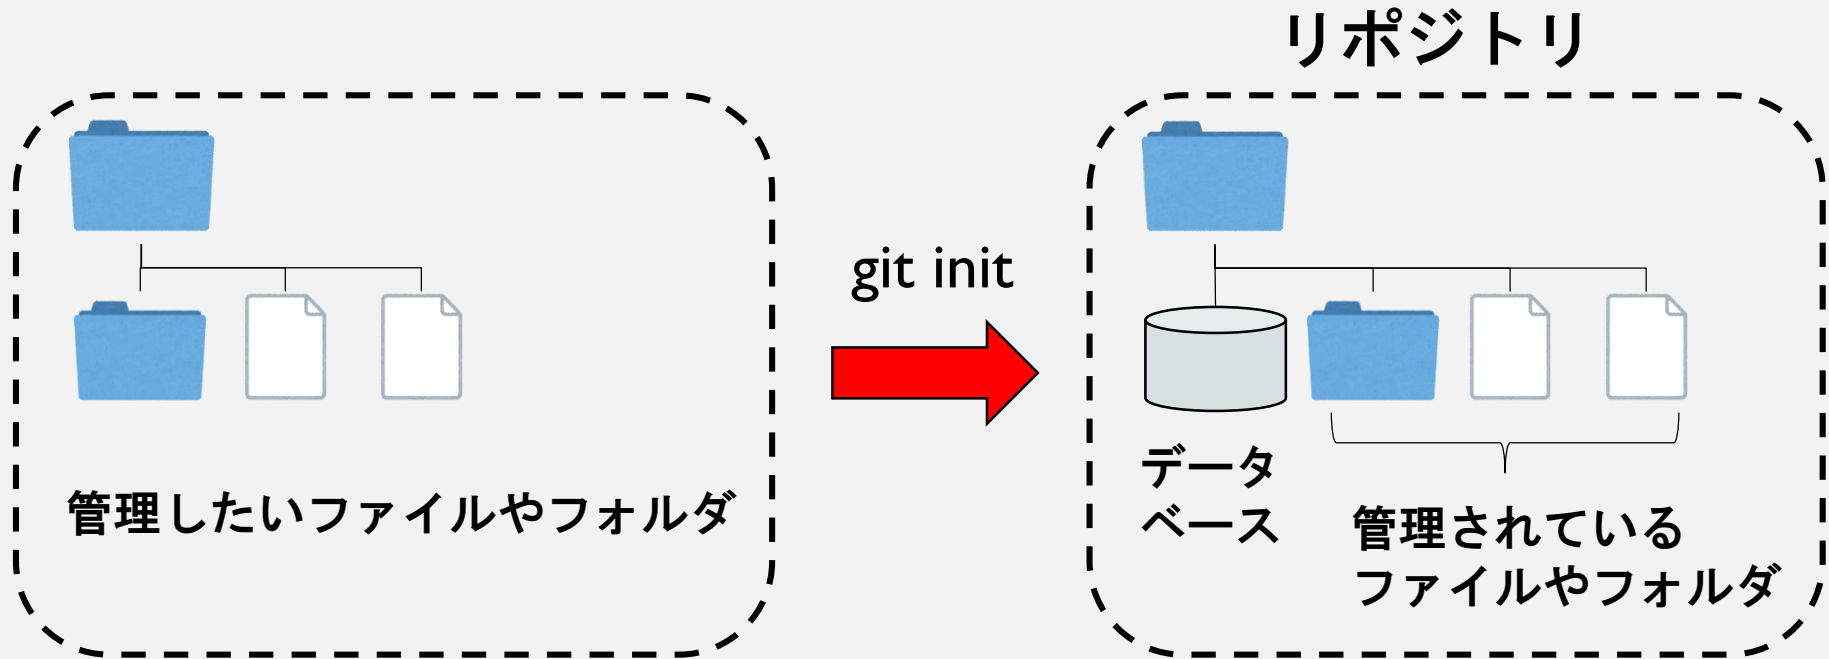 リポジトリ
git init
管理したいファイルやフォルダ
データ
ベース
管理されている
ファイルやフォルダ